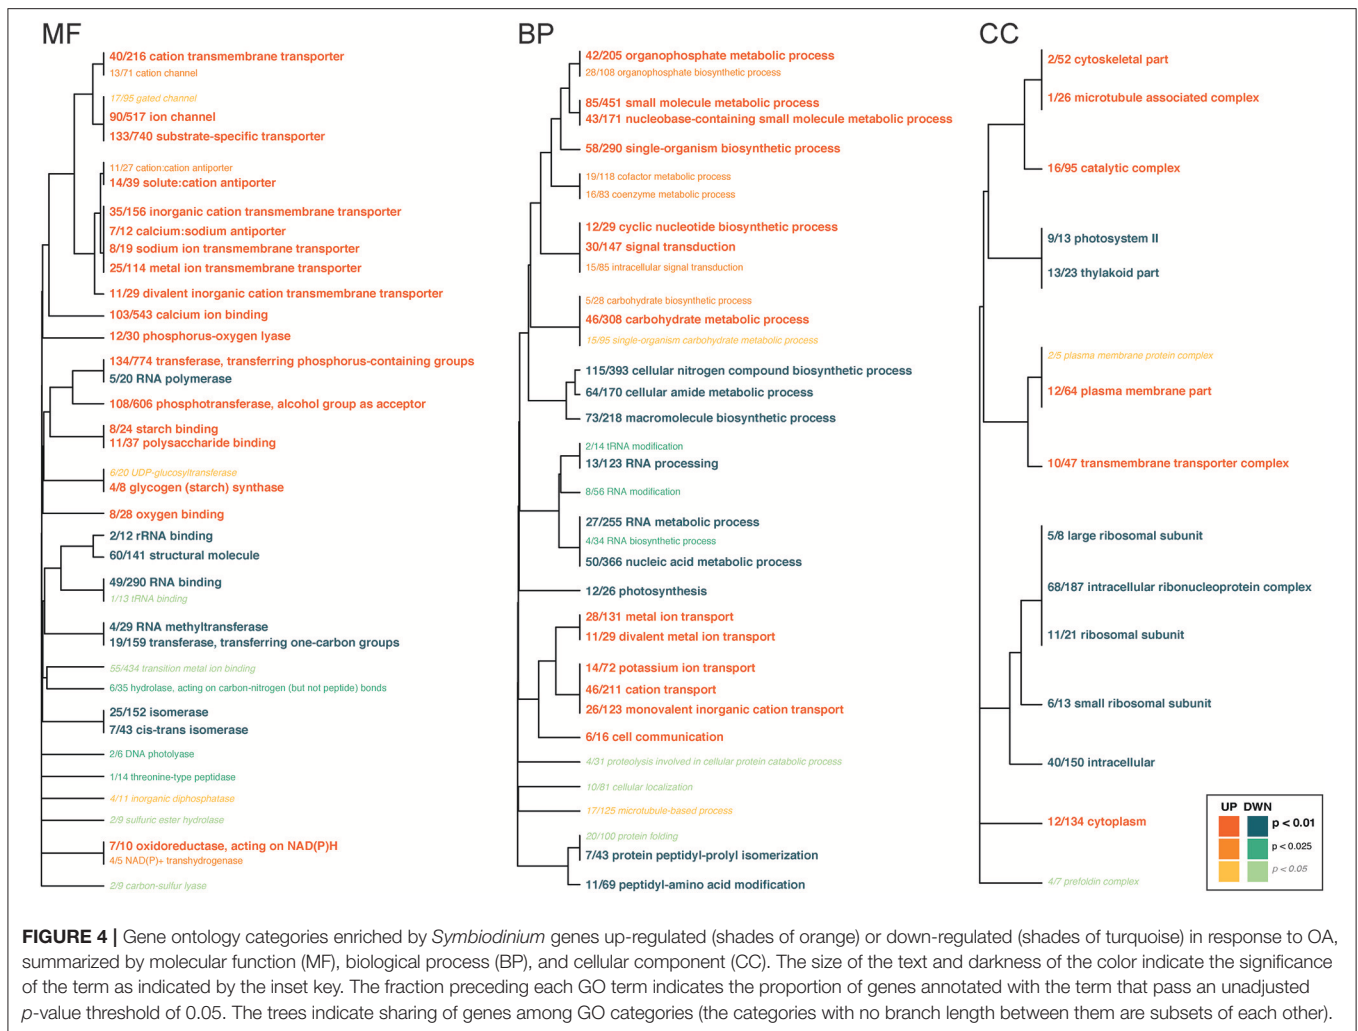 MF
40/216 cation transmembrane transporter
13/71 cation channel
17/95 gated channel
90/517 ion channel
133/740 substrate-specific transporter
11/27 cation:cation antiporter
14/39 solute:cation antiporter
35/156 inorganic cation transmembrane transporter
7/12 calcium:sodium antiporter
8/19 sodium ion transmembrane transporter
25/114 metal ion transmembrane transporter
11/29 divalent inorganic cation transmembrane transporter
103/543 calcium ion binding
12/30 phosphorus-oxygen lyase
134/774 transferase, transferring phosphorus-containing groups
5/20 RNA polymerase
108/606 phosphotransferase, alcohol group as acceptor
8/24 starch binding
11/37 polysaccharide binding
6/20 UDP-glucosyltransferase
4/8 glycogen (starch) synthase
8/28 oxygen binding
2/12 rRNA binding
60/141 structural molecule
49/290 RNA binding
1/13 tRNA binding
4/29 RNA methyltransferase
19/159 transferase, transferring one-carbon groups
55/434 transition metal ion binding
6/35 hydrolase, acting on carbon-nitrogen (but not peptide) bonds
25/152 isomerase
7/43 cis-trans isomerase
2/6 DNA photolyase
1/14 threonine-type peptidase
4/11 inorganic diphosphatase
2/9 sulfuric ester hydrolase
7/10 oxidoreductase, acting on NAD(P)H
4/5 NAD(P)+ transhydrogenase
2/9 carbon-sulfur lyase
BP
42/205 organophosphate metabolic process
28/108 organophosphate biosynthetic process
85/451 small molecule metabolic process
43/171 nucleobase-containing small molecule metabolic process
58/290 single-organism biosynthetic process
19/118 cofactor metabolic process
16/83 coenzyme metabolic process
12/29 cyclic nucleotide biosynthetic process
30/147 signal transduction
15/85 intracellular signal transduction
5/28 carbohydrate biosynthetic process
46/308 carbohydrate metabolic process
15/95 single-organism carbohydrate metabolic process
115/393 cellular nitrogen compound biosynthetic process
64/170 cellular amide metabolic process
73/218 macromolecule biosynthetic process
2/14 tRNA modification
13/123 RNA processing
8/56 RNA modification
27/255 RNA metabolic process
4/34 RNA biosynthetic process
50/366 nucleic acid metabolic process
12/26 photosynthesis
28/131 metal ion transport
11/29 divalent metal ion transport
14/72 potassium ion transport
46/211 cation transport
26/123 monovalent inorganic cation transport
6/16 cell communication
4/31 proteolysis involved in cellular protein catabolic process
10/81 cellular localization
17/125 microtubule-based process
20/100 protein folding
7/43 protein peptidyl-prolyl isomerization
11/69 peptidyl-amino acid modification
CC
2/52 cytoskeletal part
1/26 microtubule associated complex
16/95 catalytic complex
9/13 photosystem II
13/23 thylakoid part
2/5 plasma membrane protein complex
12/64 plasma membrane part
10/47 transmembrane transporter complex
5/8 large ribosomal subunit
68/187 intracellular ribonucleoprotein complex
11/21 ribosomal subunit
6/13 small ribosomal subunit
40/150 intracellular
12/134 cytoplasm
4/7 prefoldin complex
UP DWN
p < 0.01
p < 0.025
p < 0.05
FIGURE 4 | Gene ontology categories enriched by Symbiodinium genes up-regulated (shades of orange) or down-regulated (shades of turquoise) in response to OA,
summarized by molecular function (MF), biological process (BP), and cellular component (CC). The size of the text and darkness of the color indicate the significance
of the term as indicated by the inset key. The fraction preceding each GO term indicates the proportion of genes annotated with the term that pass an unadjusted
p-value threshold of 0.05. The trees indicate sharing of genes among GO categories (the categories with no branch length between them are subsets of each other).